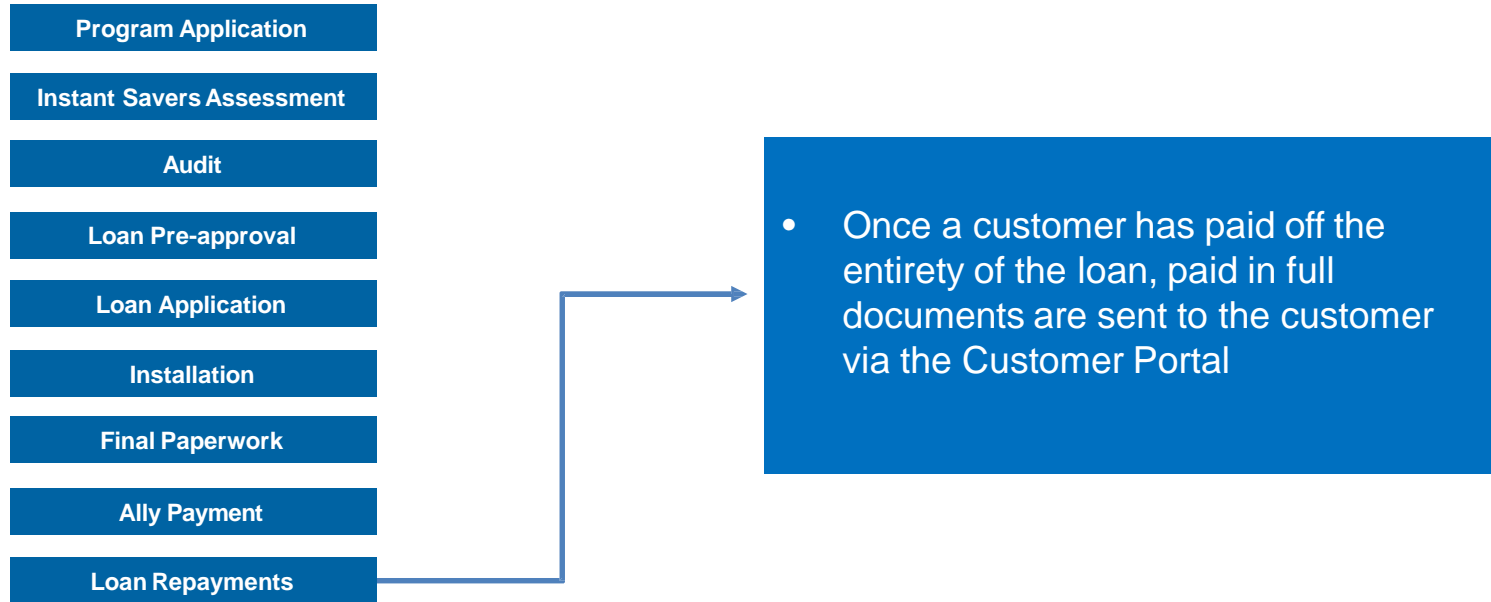 Program Application
Instant Savers Assessment
Audit
Loan Pre-approval
Loan Application
Installation
Final Paperwork
Ally Payment
Loan Repayments
• Once a customer has paid off the
entirety of the loan, paid in full
documents are sent to the customer
via the Customer Portal